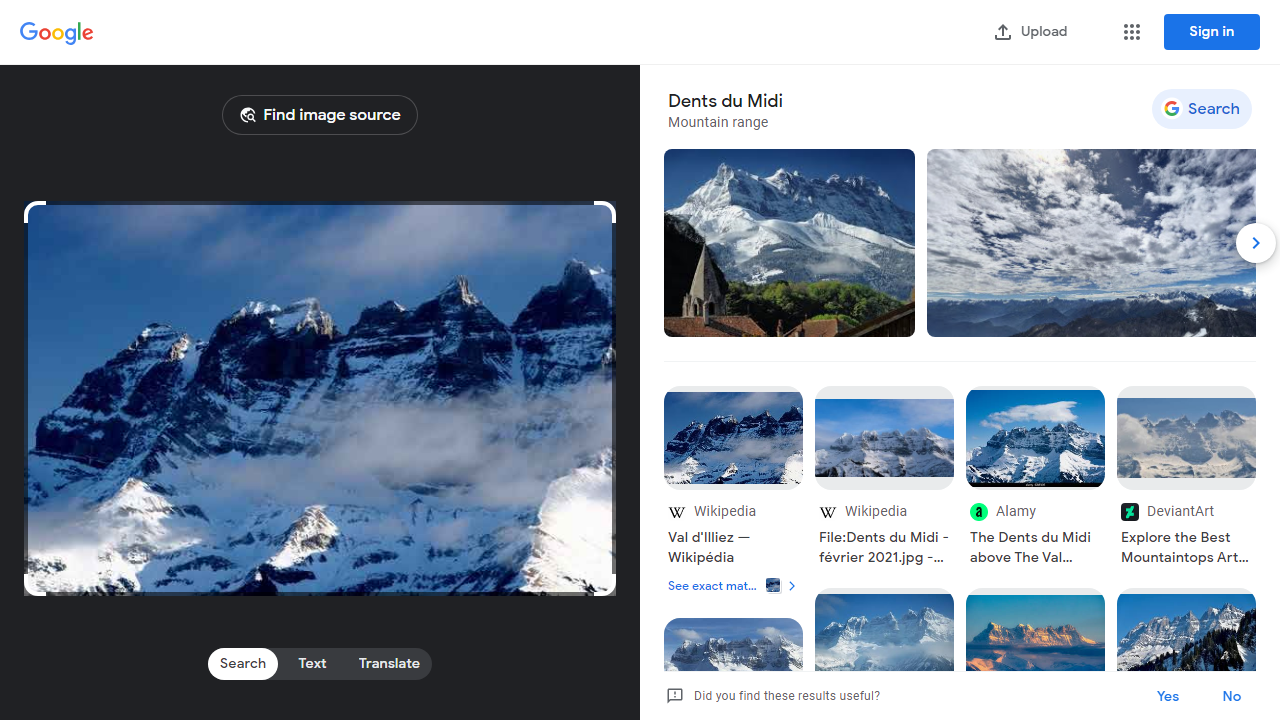 Google
Upload
Sign in
Find image source
Dents du Midi
Mountain range
Search
Wikipedia
Val d'Illiez —
Wikipédia
See exact mat...
Wikipedia
File:Dents du Midi -
février 2021.jpg -...
Alamy
The Dents du Midi
above The Val...
DeviantArt
Explore the Best
Mountaintops Art...
Search
Text
Translate
Did you find these results useful?
Yes
No